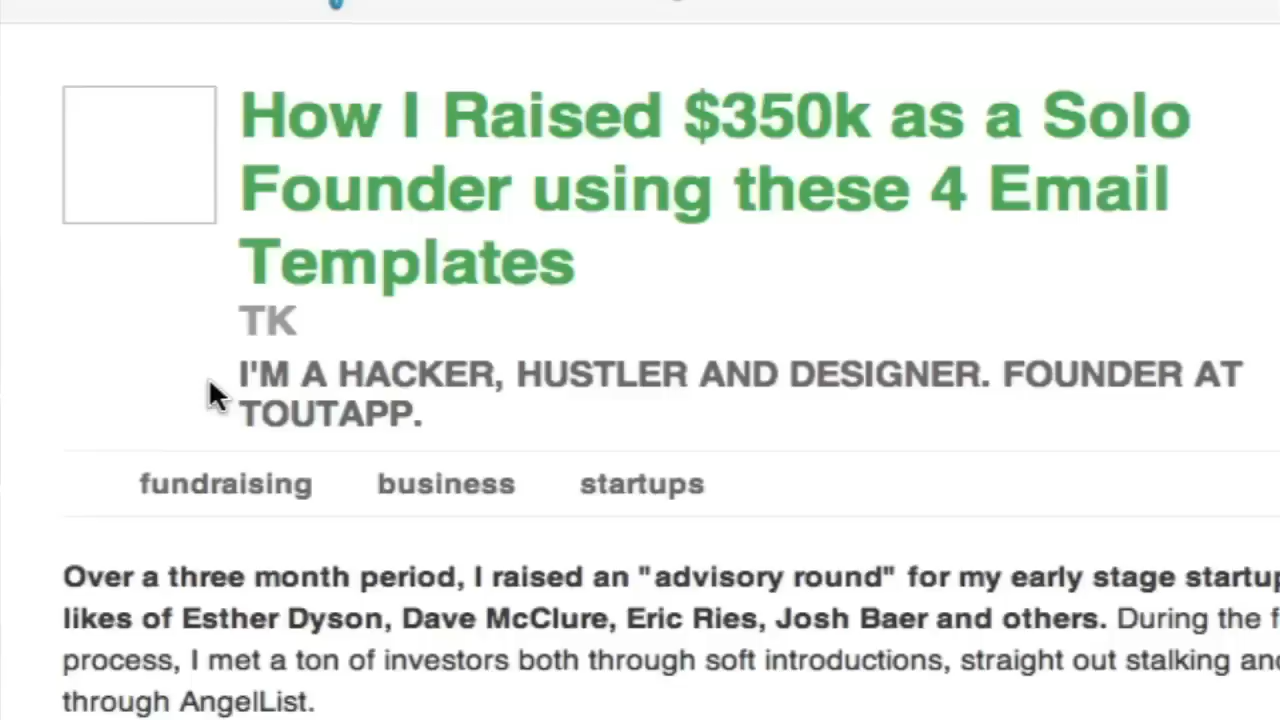 How I Raised $350k as a Solo
Founder using these 4 Email
Templates
TK
I'M A HACKER, HUSTLER AND DESIGNER. FOUNDER AT
TOUTAPP.
fundraising business startups
Over a three month period, I raised an "advisory round" for my early stage startup
likes of Esther Dyson, Dave McClure, Eric Ries, Josh Baer and others. During the f
process, I met a ton of investors both through soft introductions, straight out stalking and
through AngelList.